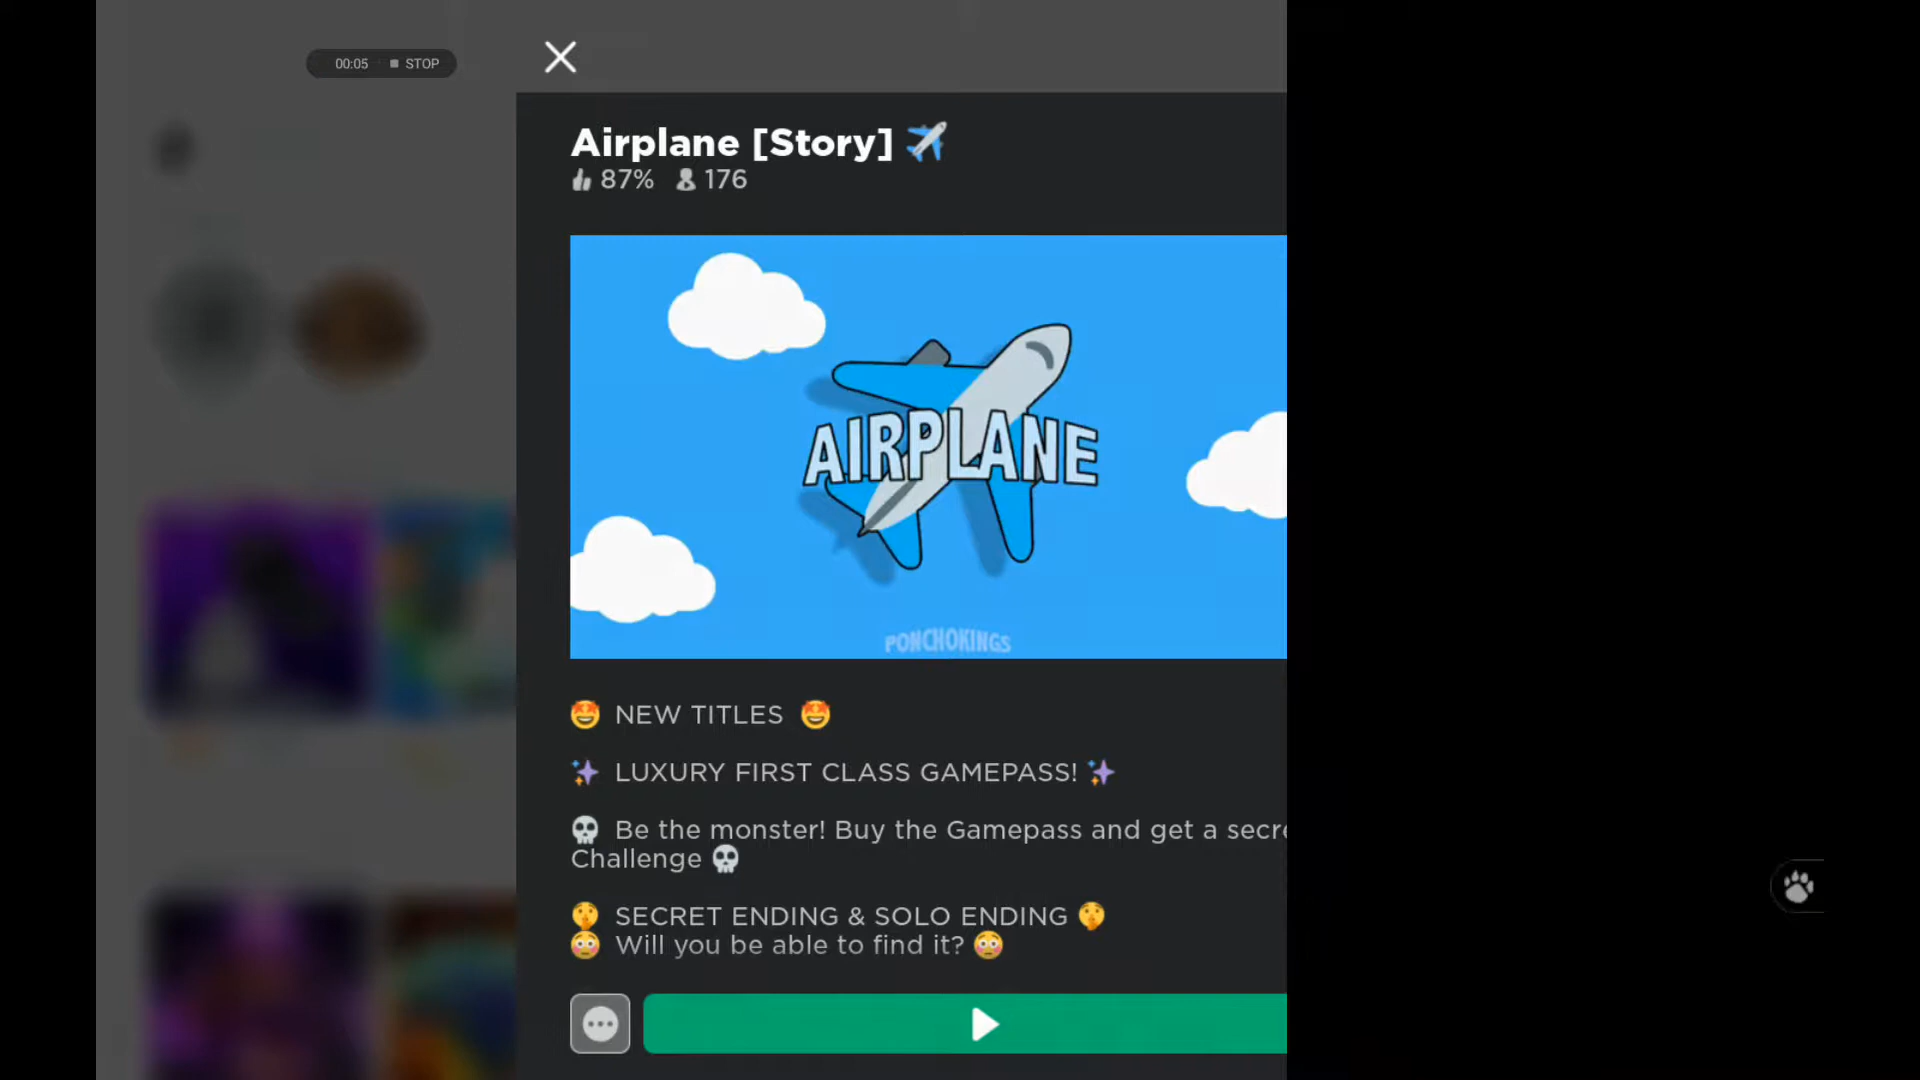 00:05 STOP
Airplane [Story] ✈️
87% 176
AIRPLANE
PONCHOKINGS
🤩 NEW TITLES 🤩
✨ LUXURY FIRST CLASS GAMEPASS! ✨
💀 Be the monster! Buy the Gamepass and get a secre
Challenge 💀
🤫 SECRET ENDING & SOLO ENDING 🤫
😳 Will you be able to find it? 😳